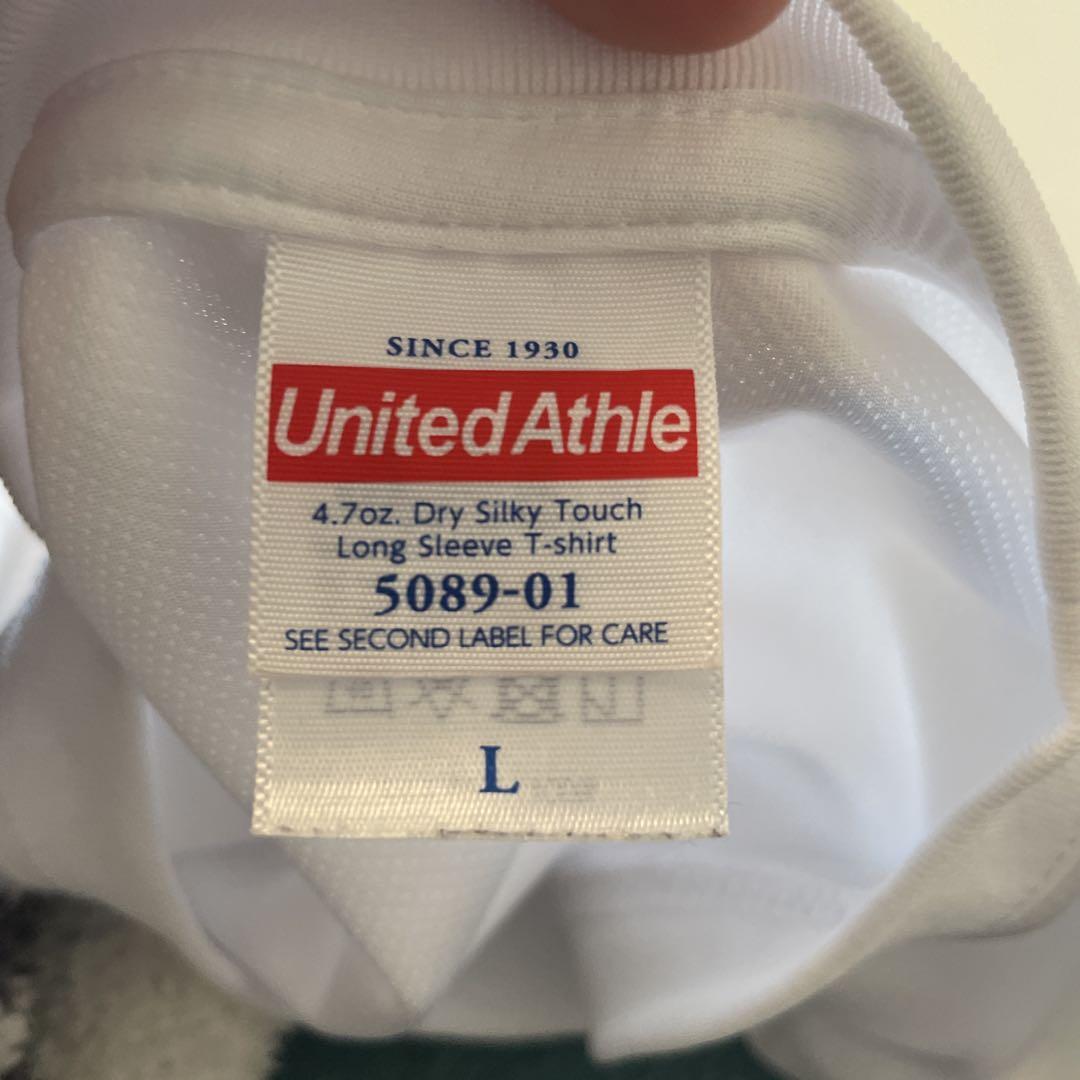 SINCE 1930
United Athle
4.7oz. Dry Silky Touch
Long Sleeve T-shirt
5089-01
SEE SECOND LABEL FOR CARE
L